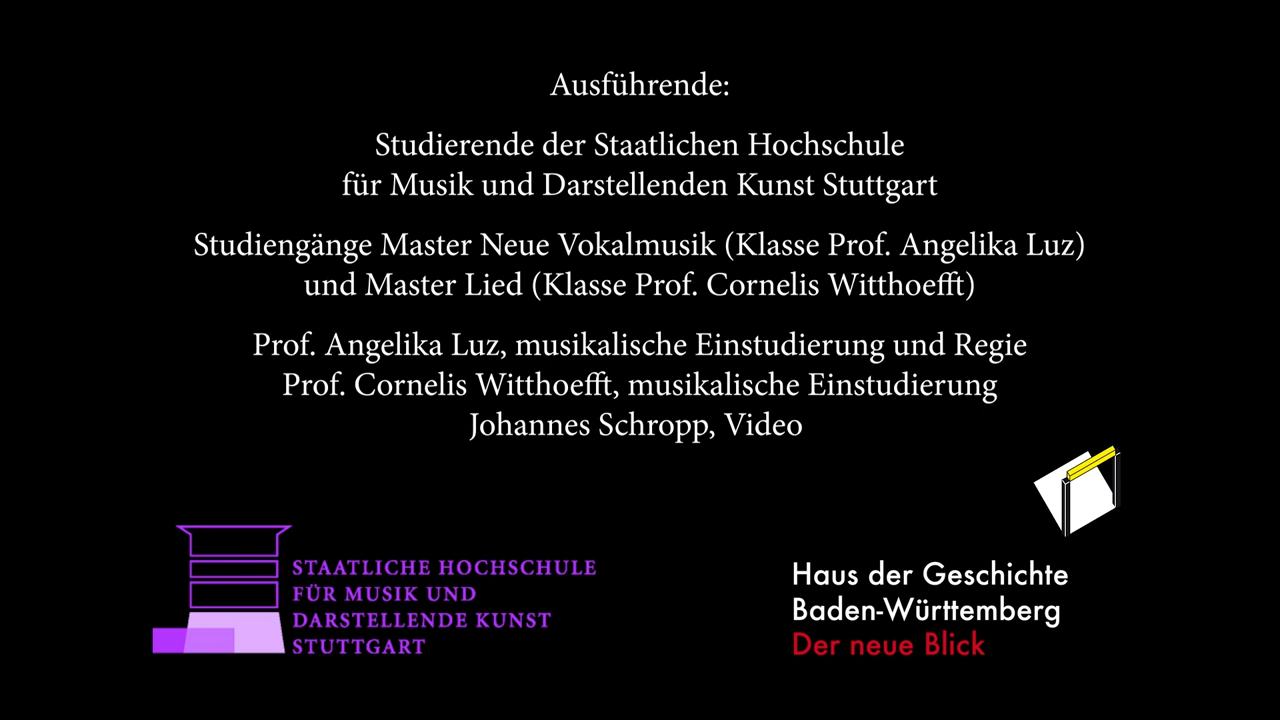 Ausführende:
Studierende der Staatlichen Hochschule
für Musik und Darstellenden Kunst Stuttgart
Studiengänge Master Neue Vokalmusik (Klasse Prof. Angelika Luz)
und Master Lied (Klasse Prof. Cornelis Witthoefft)
Prof. Angelika Luz, musikalische Einstudierung und Regie
Prof. Cornelis Witthoefft, musikalische Einstudierung
Johannes Schropp, Video
STAATLICHE HOCHSCHULE
FÜR MUSIK UND
DARSTELLENDE KUNST
STUTTGART
Haus der Geschichte
Baden-Württemberg
Der neue Blick